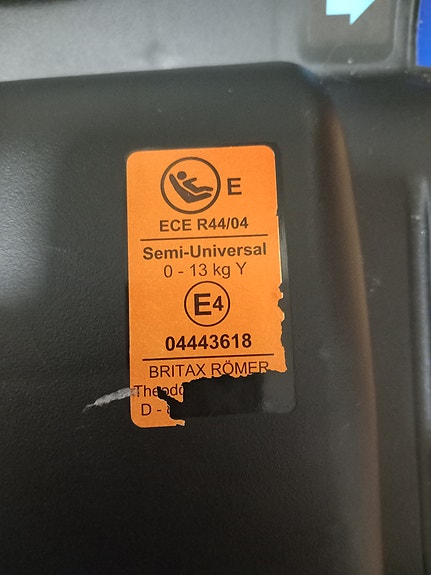 E
ECE R44/04
Semi-Universal
0 - 13 kg Y
E4
04443618
BRITAX RÖMER
D -